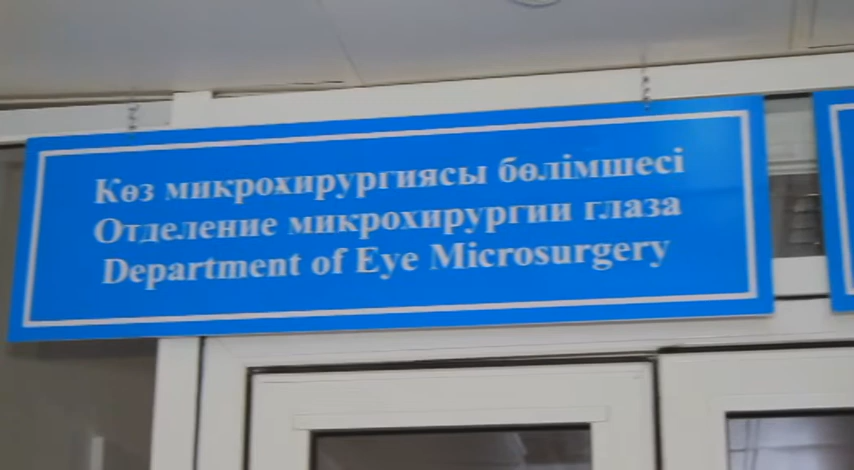 Көз микрохирургиясы бөлімшесі
Отделение микрохирургии глаза
Department of Eye Microsurgery